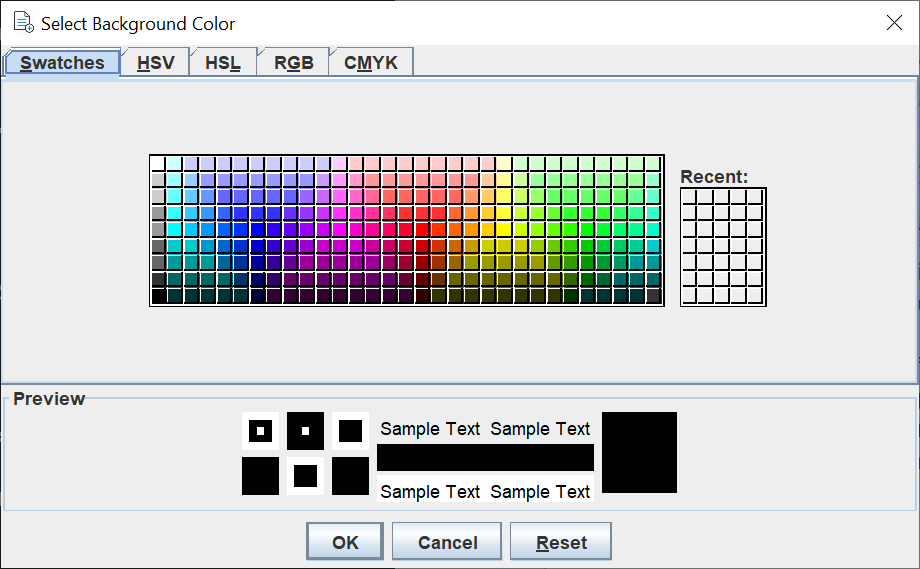 Select Background Color
Swatches HSV HSL RGB CMYK
Recent:
Preview
Sample Text Sample Text
Sample Text Sample Text
OK Cancel Reset